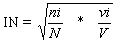 IN = √(ni/N * vi/V)